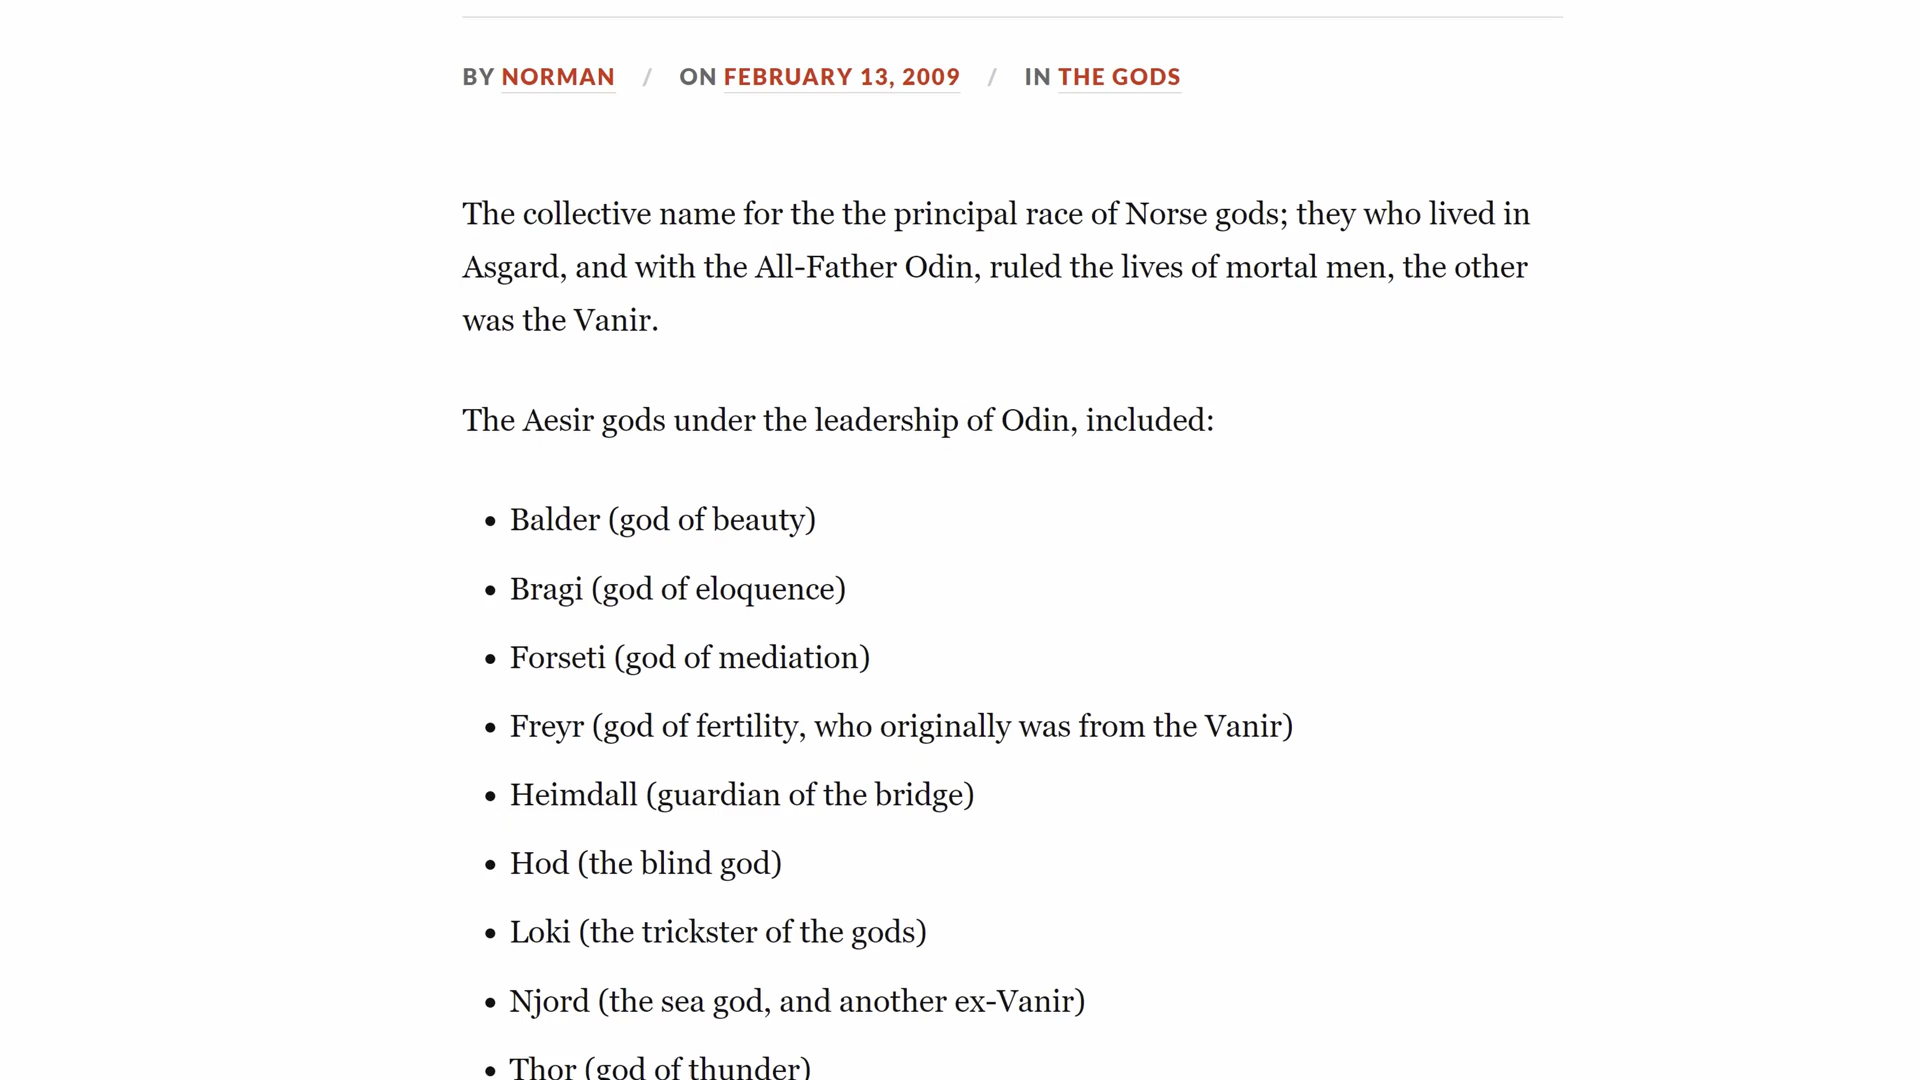 BY NORMAN / ON FEBRUARY 13, 2009 / IN THE GODS
The collective name for the the principal race of Norse gods; they who lived in
Asgard, and with the All-Father Odin, ruled the lives of mortal men, the other
was the Vanir.
The Aesir gods under the leadership of Odin, included:
• Balder (god of beauty)
• Bragi (god of eloquence)
• Forseti (god of mediation)
• Freyr (god of fertility, who originally was from the Vanir)
• Heimdall (guardian of the bridge)
• Hod (the blind god)
• Loki (the trickster of the gods)
• Njord (the sea god, and another ex-Vanir)
• Thor (god of thunder)